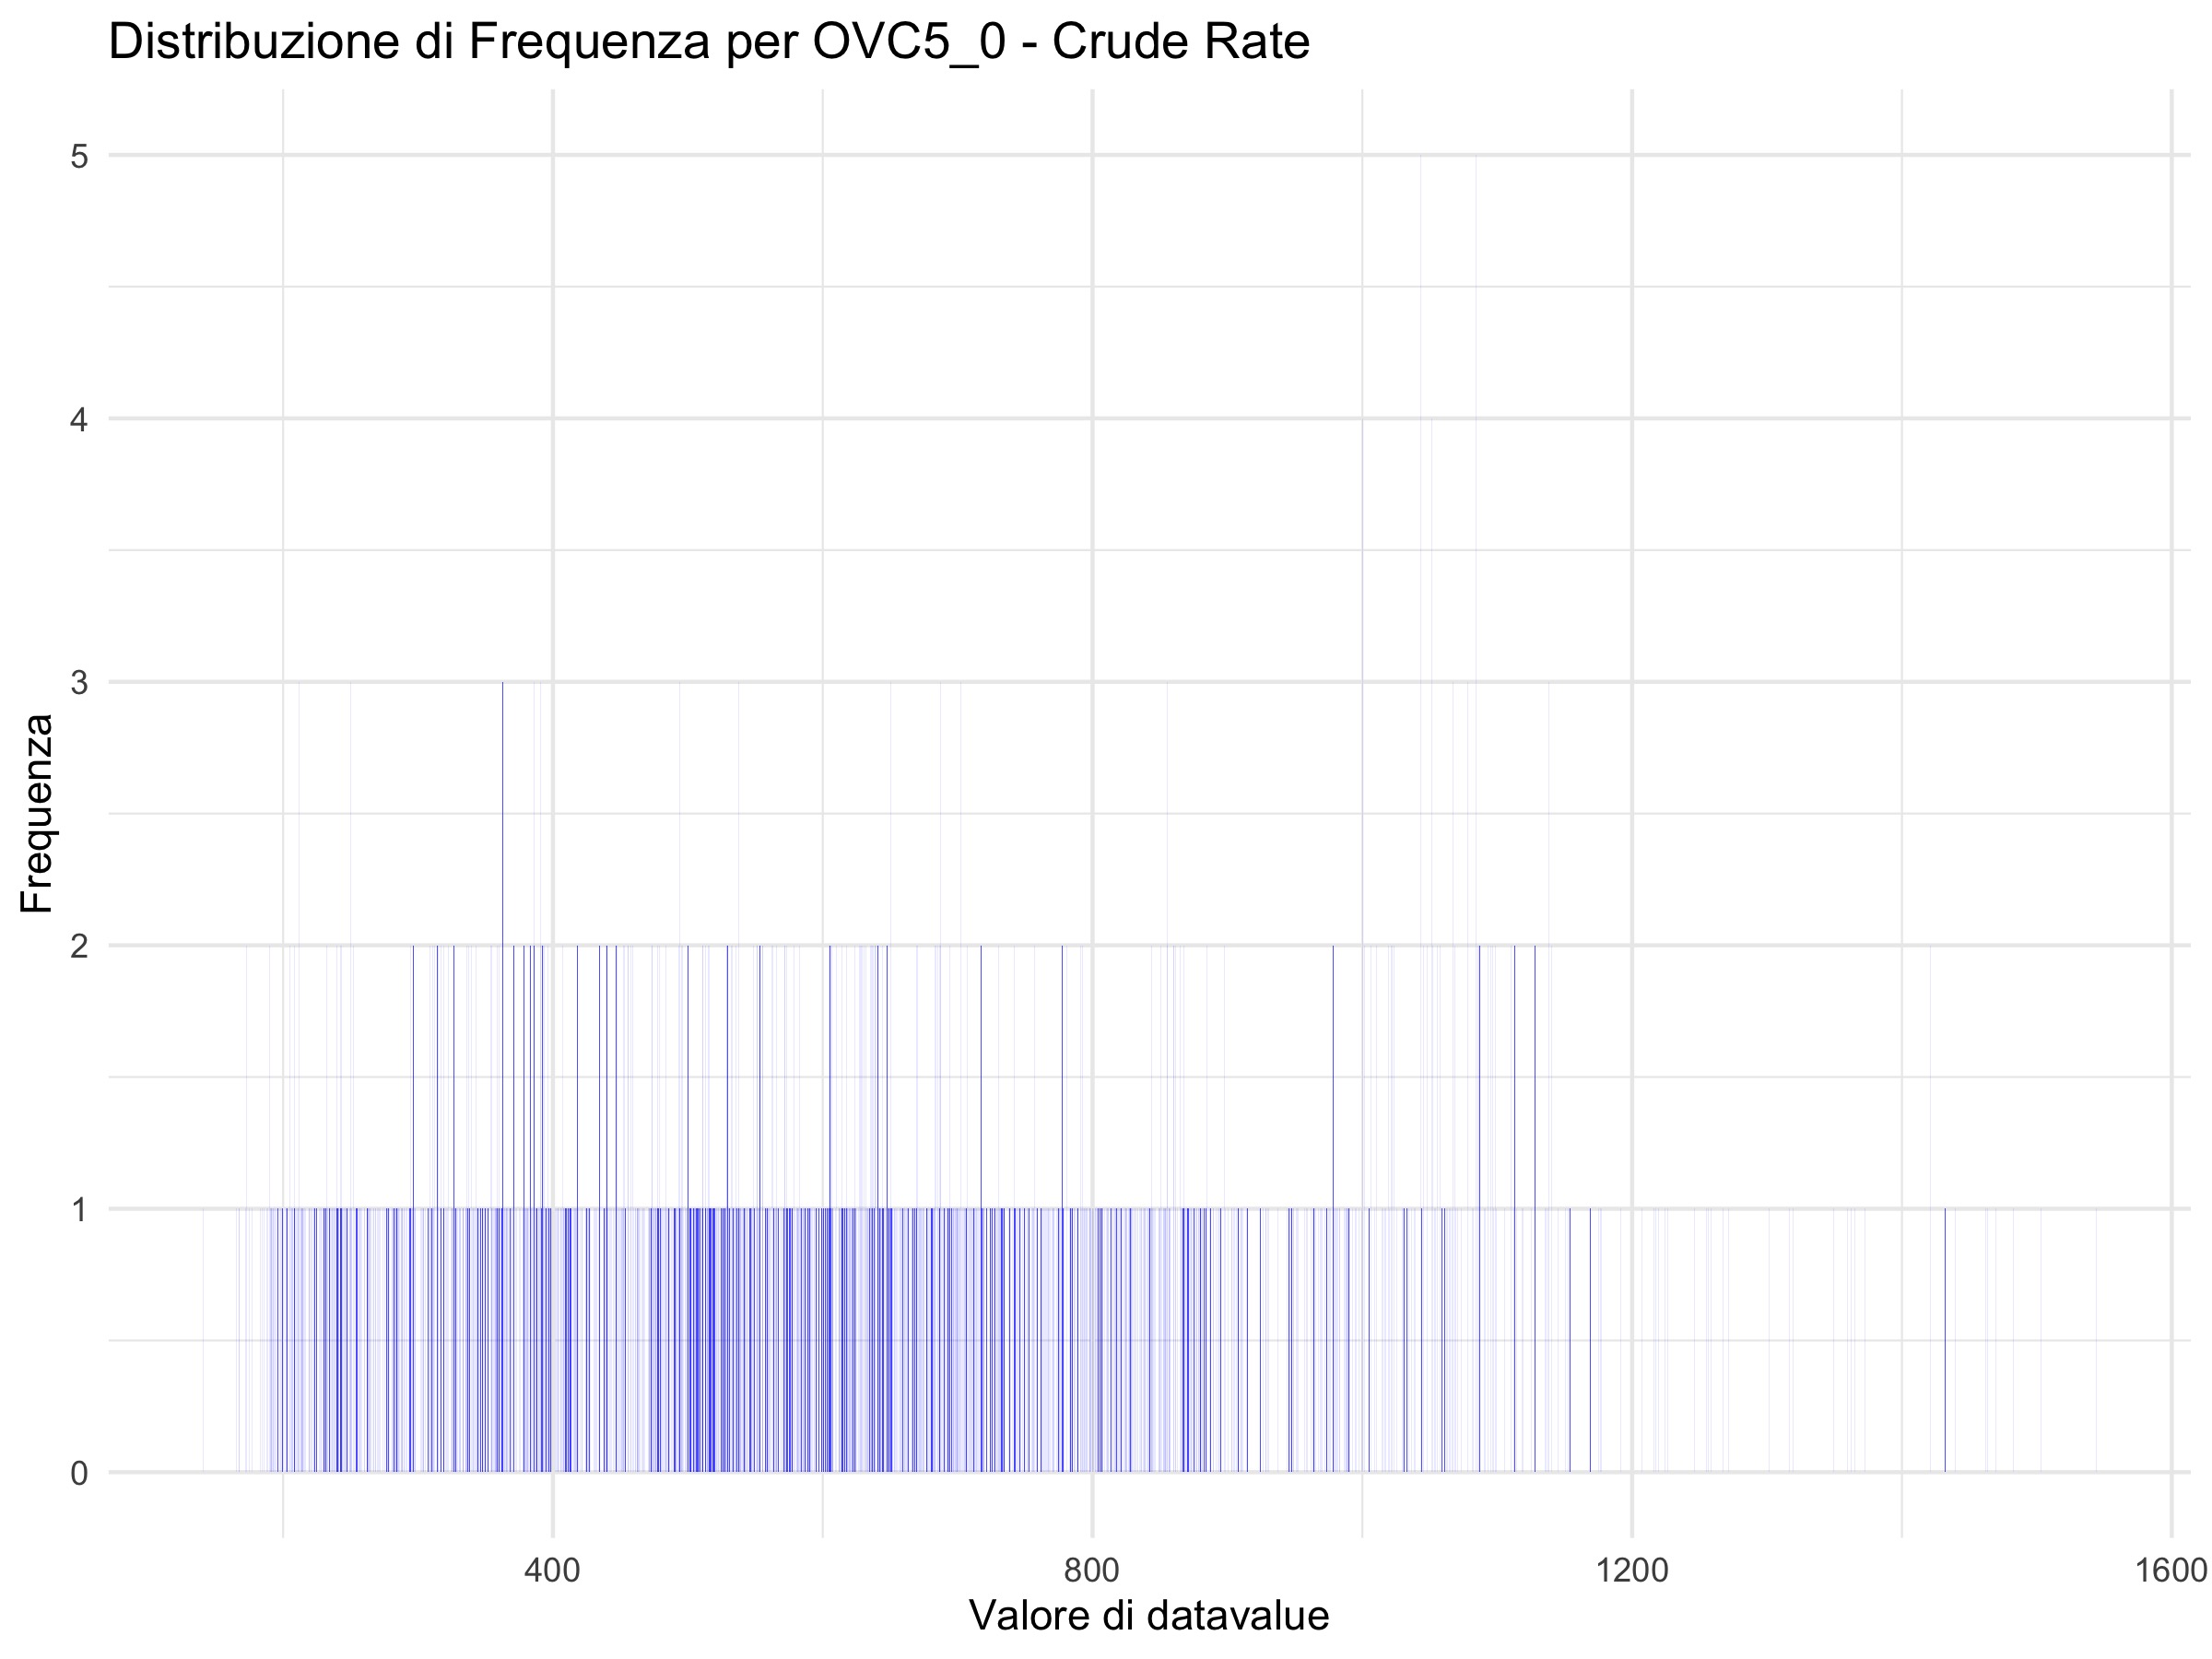 Distribuzione di Frequenza per OVC5_0 - Crude Rate
5
4
3
2
1
0
Frequenza
400 800 1200 1600
Valore di datavalue